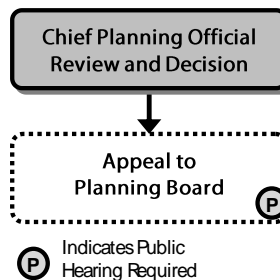 Chief Planning Official
Review and Decision
Appeal to
Planning Board
P
P
Indicates Public
Hearing Required